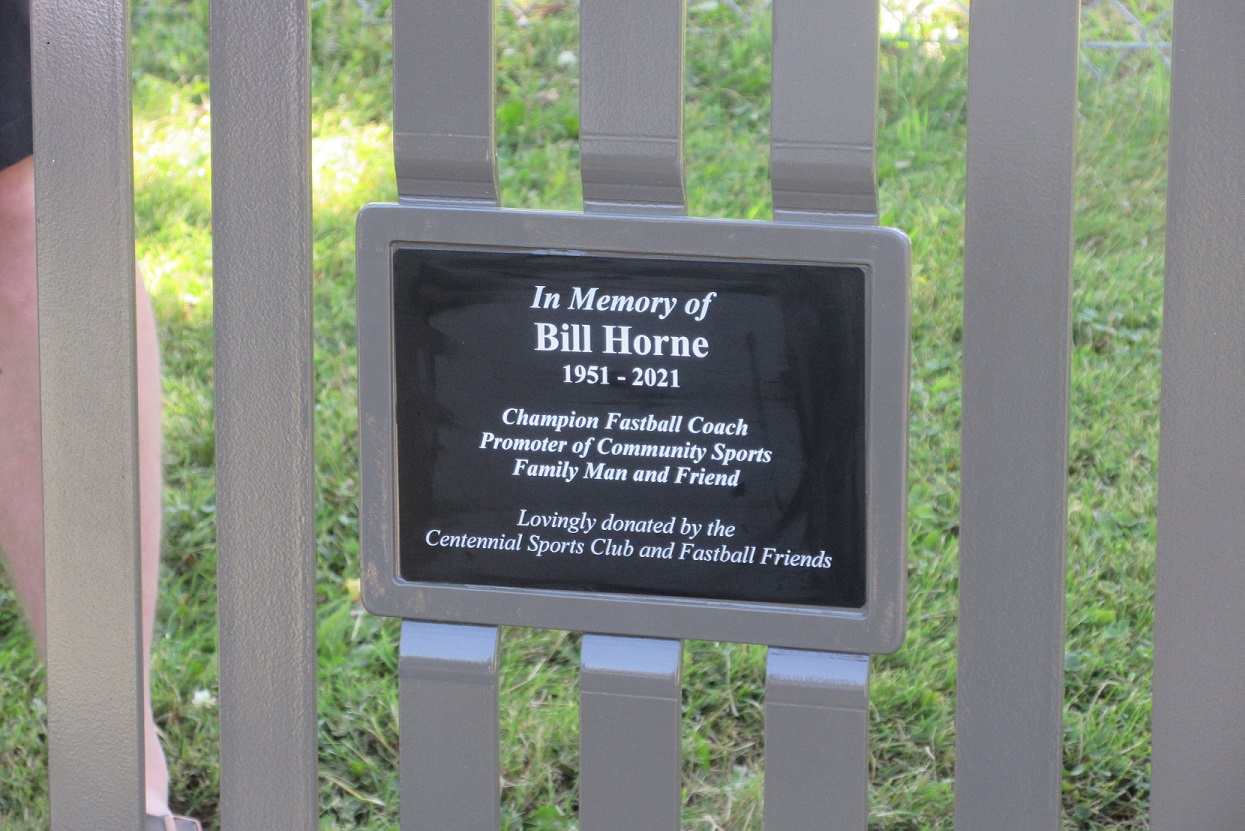 In Memory of
Bill Horne
1951 - 2021
Champion Fastball Coach
Promoter of Community Sports
Family Man and Friend
Lovingly donated by the
Centennial Sports Club and Fastball Friends